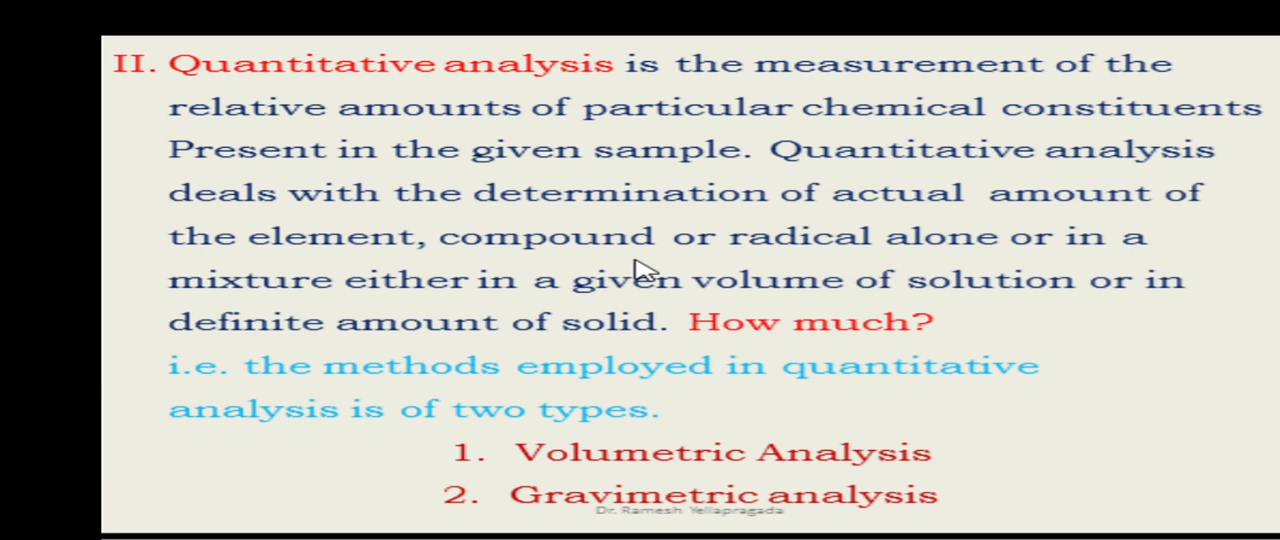 II. Quantitative analysis is the measurement of the
relative amounts of particular chemical constituents
Present in the given sample. Quantitative analysis
deals with the determination of actual amount of
the element, compound or radical alone or in a
mixture either in a given volume of solution or in
definite amount of solid. How much?
i.e. the methods employed in quantitative
analysis is of two types.
1. Volumetric Analysis
2. Gravimetric analysis
Dr. Ramesh Yellapragada